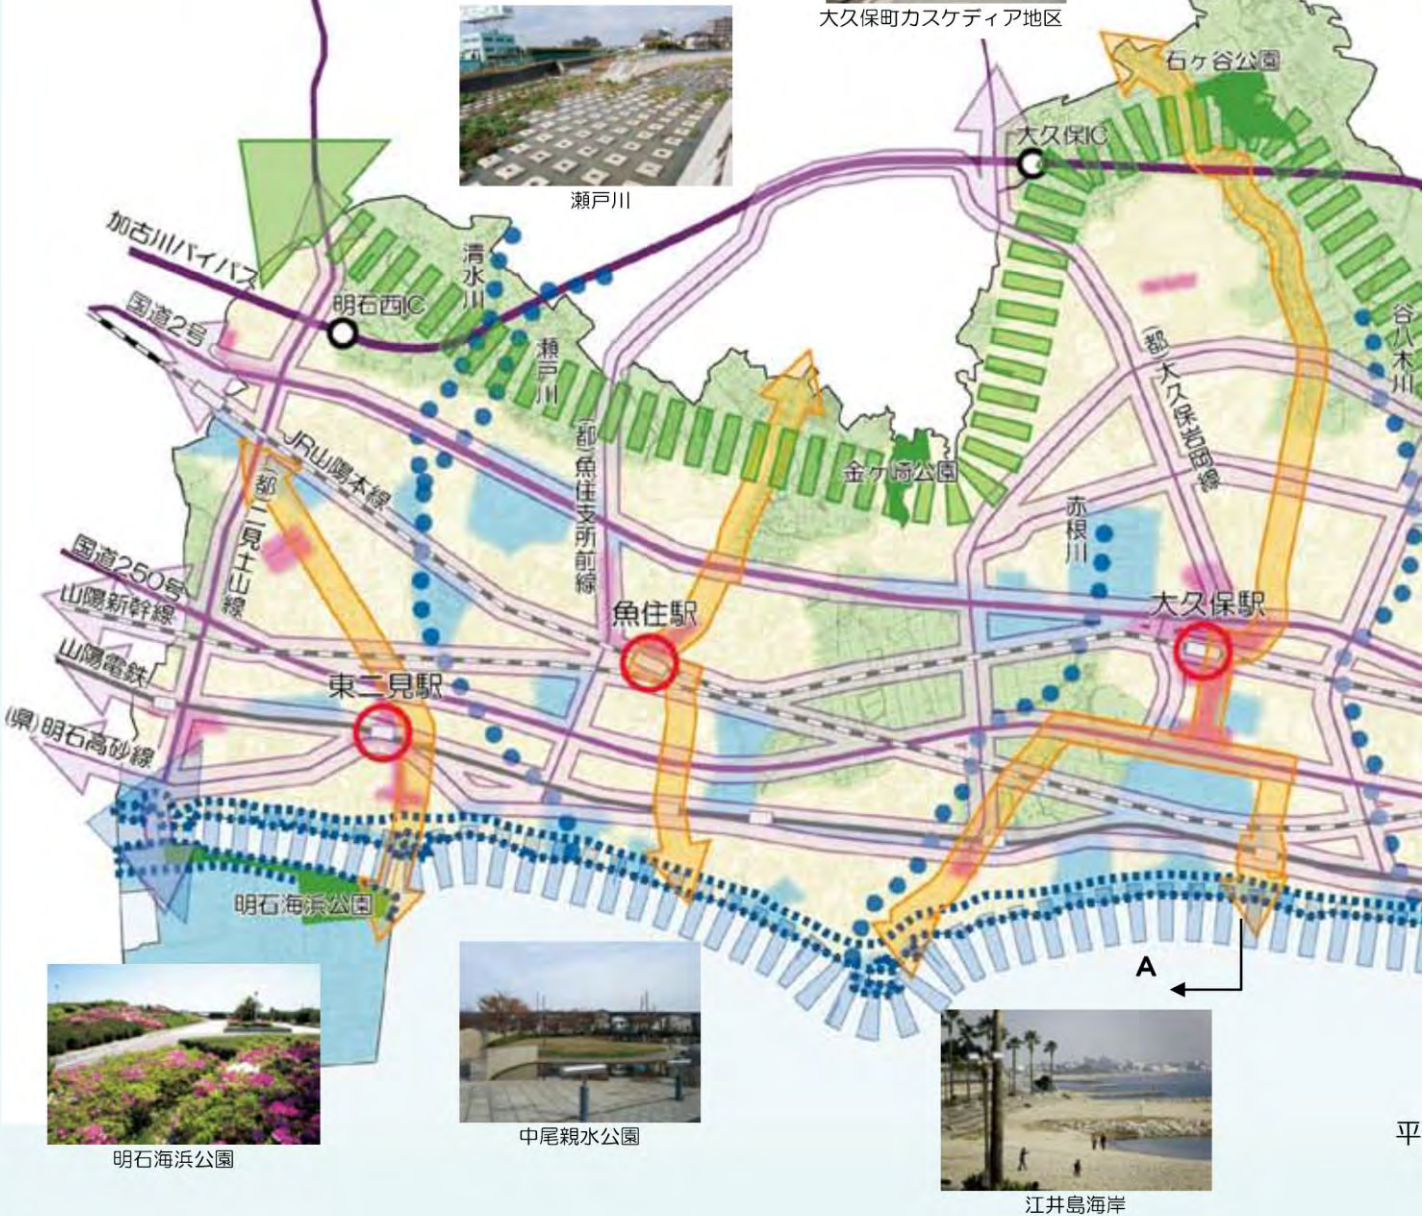 大久保町カスケディア地区
瀬戸川
石ヶ谷公園
大久保IC
加古川バイパス
清水川
明石西IC
国道2号
瀬戸川
谷八木川
(都)大久保岩岡線
(都)魚住支所前線
JR山陽本線
金ヶ崎公園
(都)二見土山線
赤根川
国道250号
山陽新幹線
魚住駅
大久保駅
山陽電鉄
東二見駅
(県)明石高砂線
明石海浜公園
A
中尾親水公園
平
明石海浜公園
江井島海岸